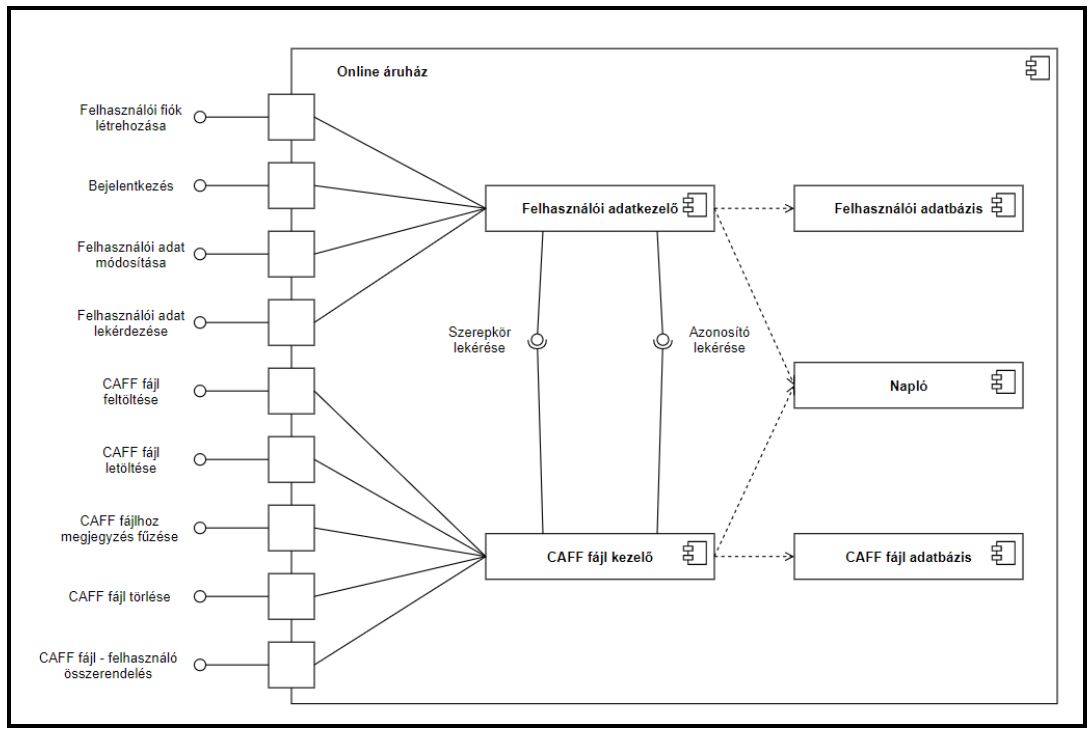 Online áruház
Felhasználói fiók
létrehozása
Bejelentkezés
Felhasználói adat
módosítása
Felhasználói adat
lekérdezése
CAFF fájl
feltöltése
CAFF fájl
letöltése
CAFF fájlhoz
megjegyzés fűzése
CAFF fájl törlése
CAFF fájl - felhasználó
összerendelés
Felhasználói adatkezelő
Szerepkör
lekérése
Azonosító
lekérése
CAFF fájl kezelő
Felhasználói adatbázis
Napló
CAFF fájl adatbázis